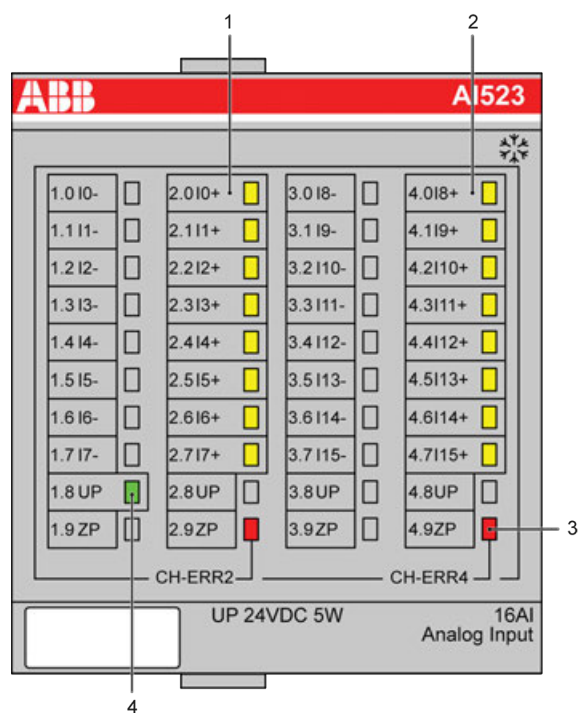 1 2
ABB AI523
1.0 I0- 2.0 I0+ 3.0 I8- 4.0 I8+
1.1 I1- 2.1 I1+ 3.1 I9- 4.1 I9+
1.2 I2- 2.2 I2+ 3.2 I10- 4.2 I10+
1.3 I3- 2.3 I3+ 3.3 I11- 4.3 I11+
1.4 I4- 2.4 I4+ 3.4 I12- 4.4 I12+
1.5 I5- 2.5 I5+ 3.5 I13- 4.5 I13+
1.6 I6- 2.6 I6+ 3.6 I14- 4.6 I14+
1.7 I7- 2.7 I7+ 3.7 I15- 4.7 I15+
1.8 UP 2.8 UP 3.8 UP 4.8 UP
1.9 ZP 2.9 ZP 3.9 ZP 4.9 ZP 3
CH-ERR2 CH-ERR4
UP 24VDC 5W 16AI
Analog Input
4